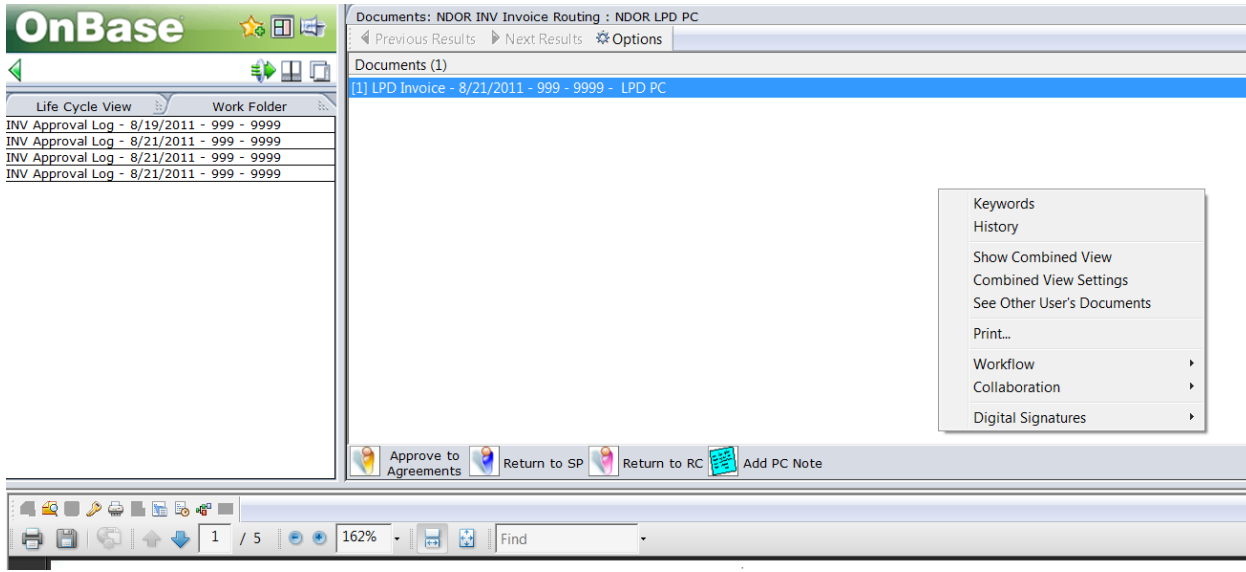 OnBase
Documents: NDOR INV Invoice Routing : NDOR LPD PC
Previous Results Next Results Options
Documents (1)
[1] LPD Invoice - 8/21/2011 - 999 - 9999 - LPD PC
Life Cycle View Work Folder
INV Approval Log - 8/19/2011 - 999 - 9999
INV Approval Log - 8/21/2011 - 999 - 9999
INV Approval Log - 8/21/2011 - 999 - 9999
INV Approval Log - 8/21/2011 - 999 - 9999
Keywords
History
Show Combined View
Combined View Settings
See Other User's Documents
Print...
Workflow
Collaboration
Digital Signatures
Approve to
Agreements
Return to SP
Return to RC
Add PC Note
1 / 5 162% Find